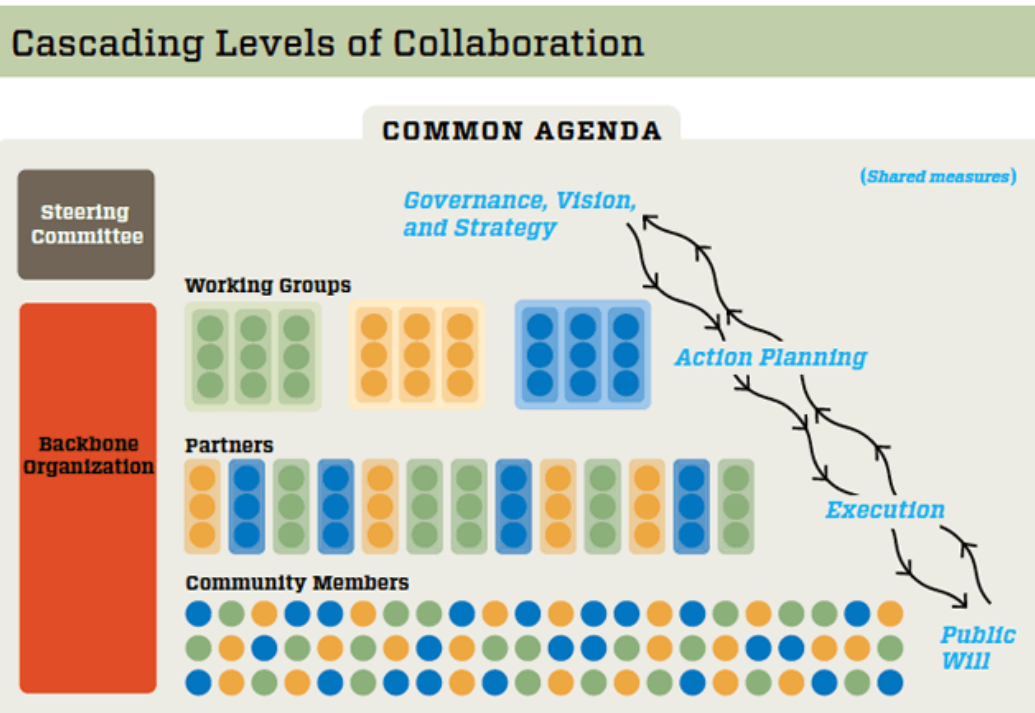 Cascading Levels of Collaboration
COMMON AGENDA
Steering
Committee
(Shared measures)
Governance, Vision,
and Strategy
Working Groups
Action Planning
Backbone
Organization
Partners
Execution
Community Members
Public
Will